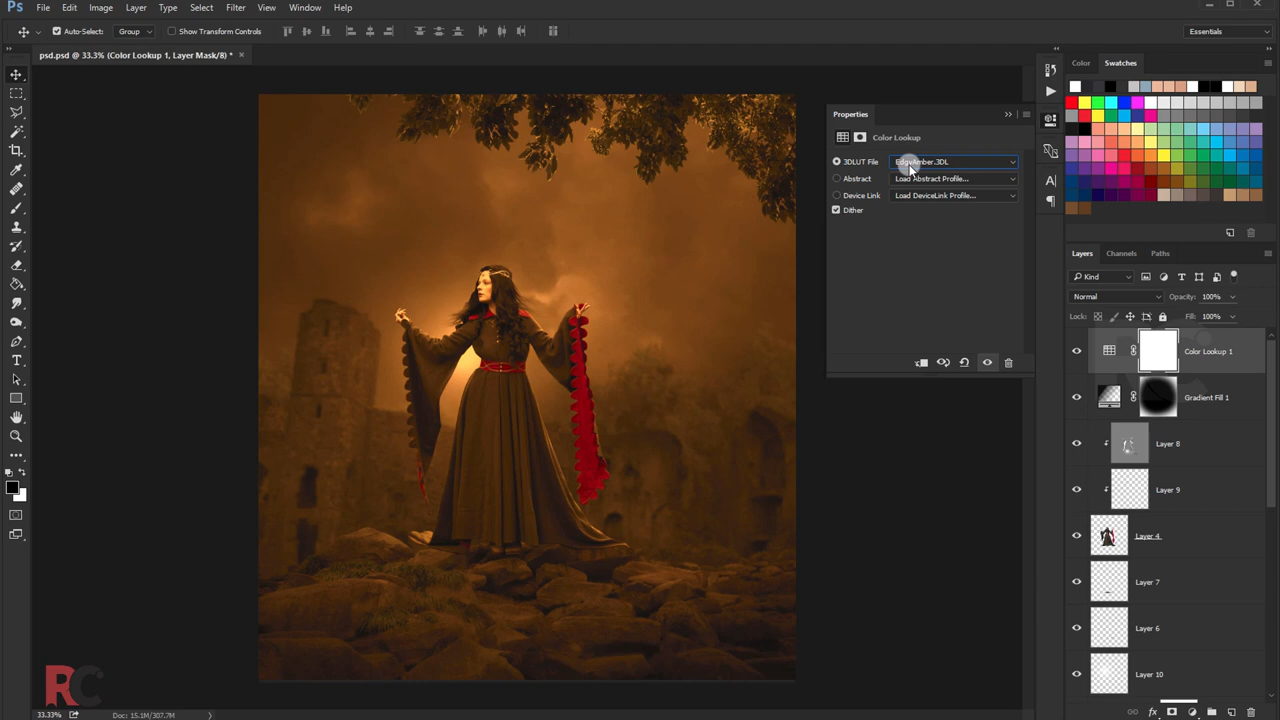 Ps File Edit Image Layer Type Select Filter View Window Help
Auto-Select: Group Show Transform Controls Essentials
psd.psd @ 33.3% (Color Lookup 1, Layer Mask/8) * ×
Color Swatches
Properties
Color Lookup
3DLUT File EdgyAmber.3DL
Abstract Load Abstract Profile...
Device Link Load DeviceLink Profile...
Dither
Layers Channels Paths
Kind
Normal Opacity: 100%
Lock: Fill: 100%
Color Lookup 1
Gradient Fill 1
Layer 8
Layer 9
Layer 4
Layer 7
Layer 6
Layer 10
RC
33.33% Doc: 15.1M/307.7M